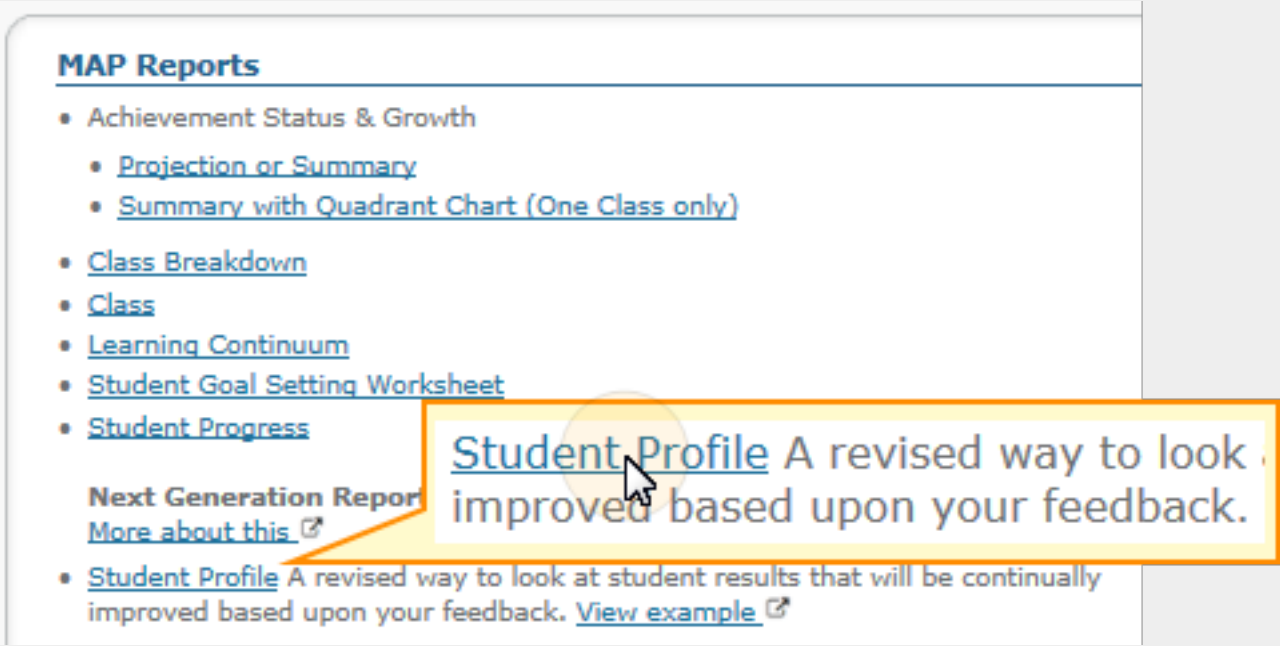 MAP Reports
• Achievement Status & Growth
• Projection or Summary
• Summary with Quadrant Chart (One Class only)
• Class Breakdown
• Class
• Learning Continuum
• Student Goal Setting Worksheet
• Student Progress
Student Profile A revised way to look
improved based upon your feedback.
Next Generation Report
More about this
• Student Profile A revised way to look at student results that will be continually
improved based upon your feedback. View example